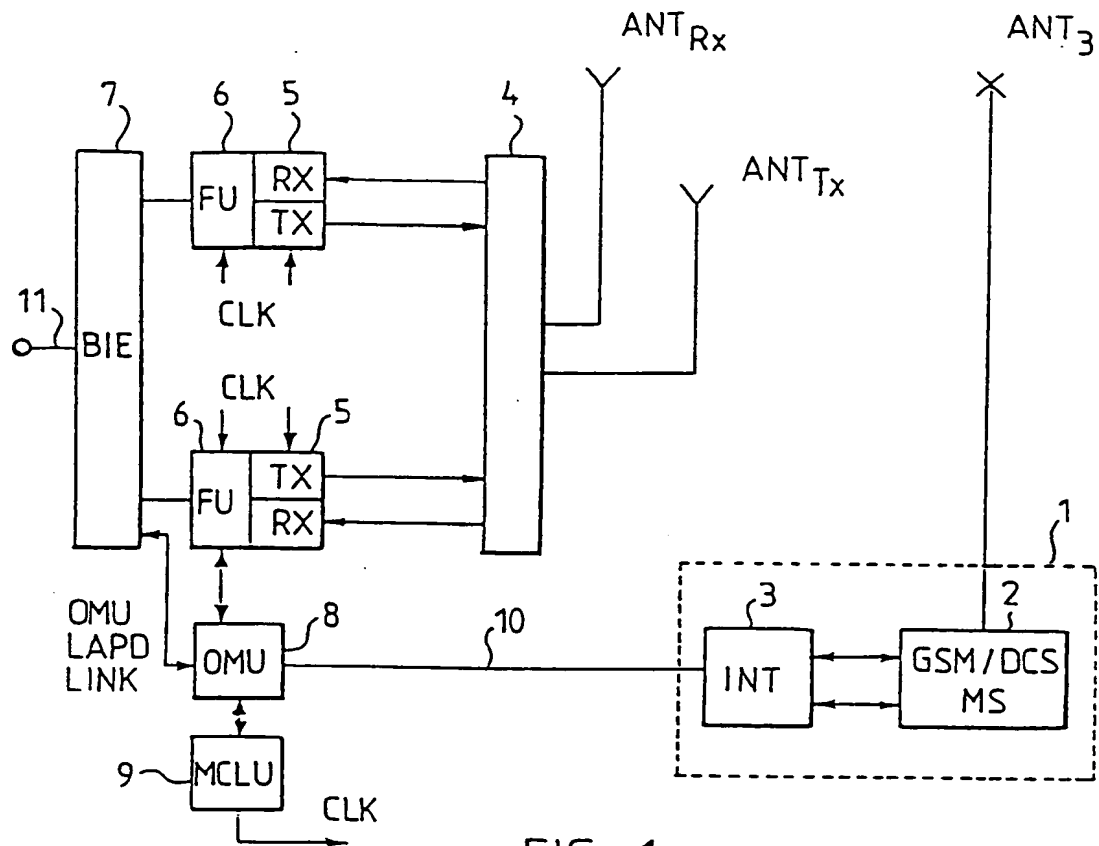 ANT_Rx
ANT_3
7
6
5
4
ANT_Tx
RX
FU
TX
11
CLK
BIE
CLK
6
5
TX
FU
RX
1
OMU
LAPD
LINK
8
OMU
10
3
2
INT
GSM/DCS
MS
9
MCLU
CLK